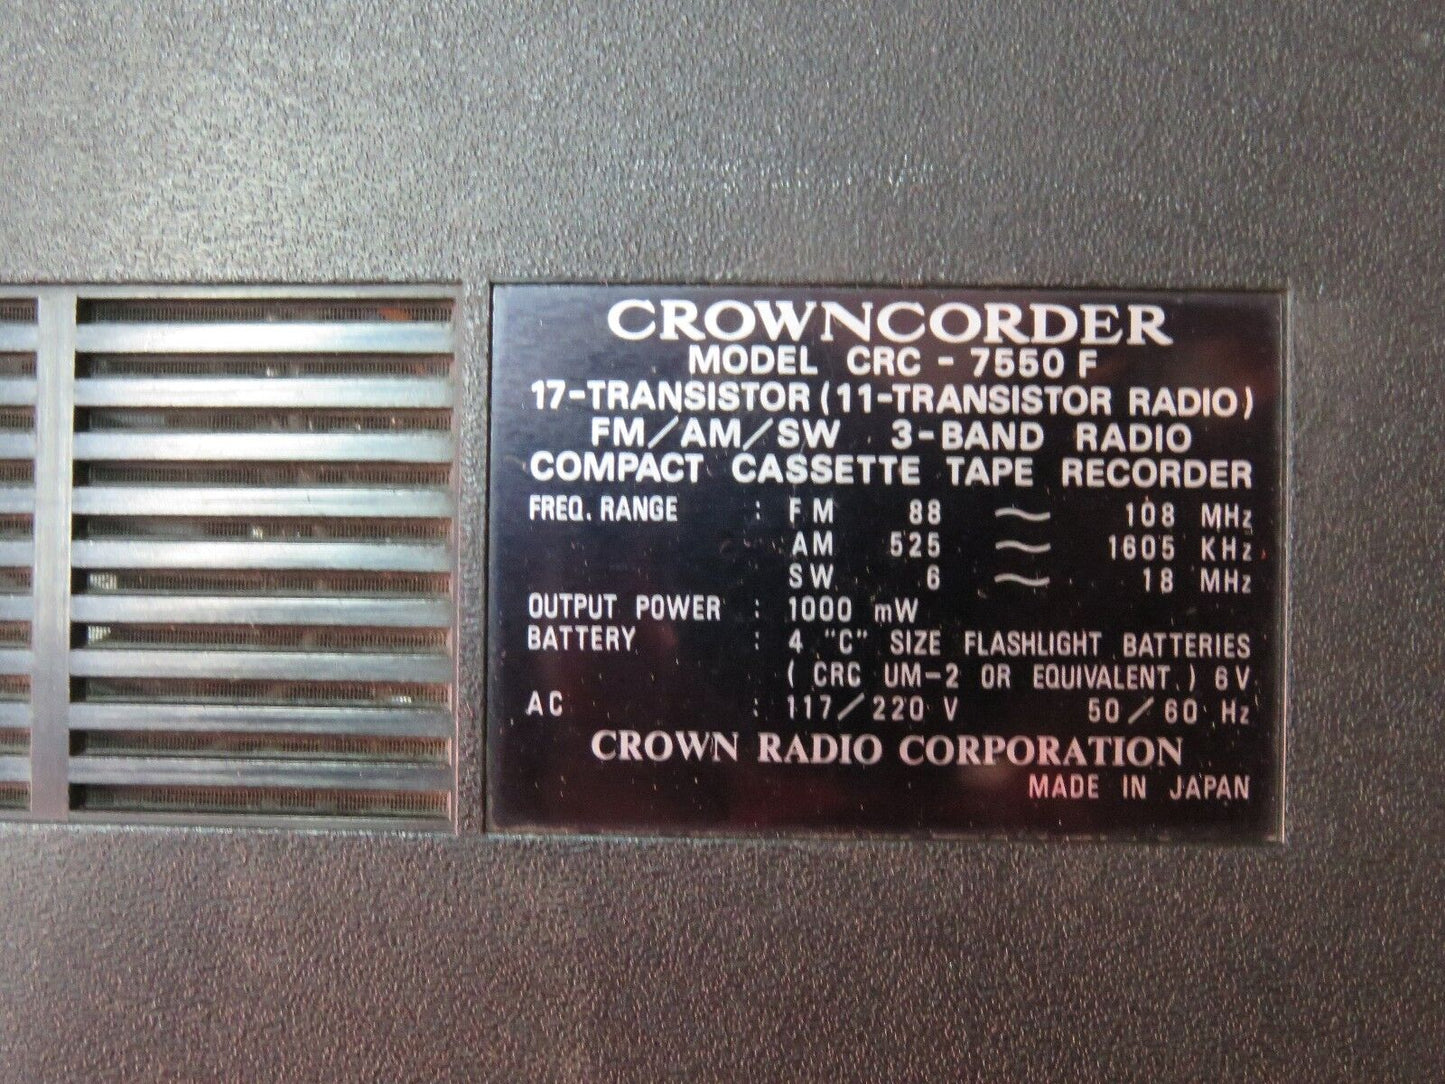 CROWNCORDER
MODEL CRC - 7550 F
17-TRANSISTOR (11-TRANSISTOR RADIO)
FM/AM/SW 3-BAND RADIO
COMPACT CASSETTE TAPE RECORDER
FREQ. RANGE : FM 88 ~ 108 MHz
AM 525 ~ 1605 KHz
SW 6 ~ 18 MHz
OUTPUT POWER : 1000 mW
BATTERY : 4 "C" SIZE FLASHLIGHT BATTERIES
( CRC UM-2 OR EQUIVALENT ) 6 V
AC : 117/220 V 50/60 Hz
CROWN RADIO CORPORATION
MADE IN JAPAN